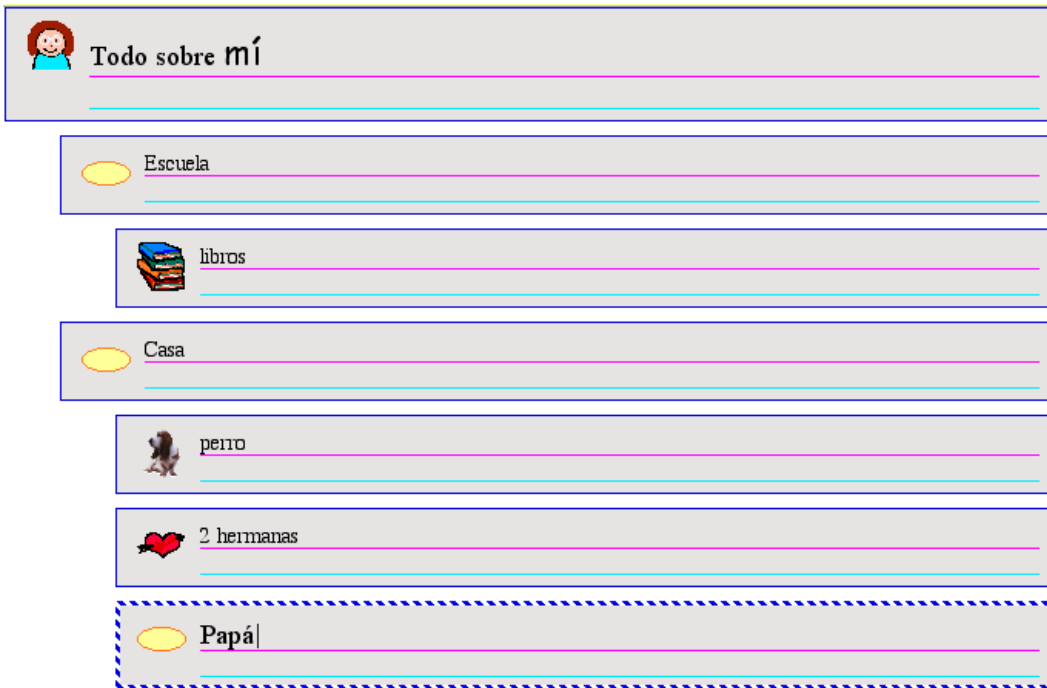 Todo sobre mí
Escuela
libros
Casa
perro
2 hermanas
Papá